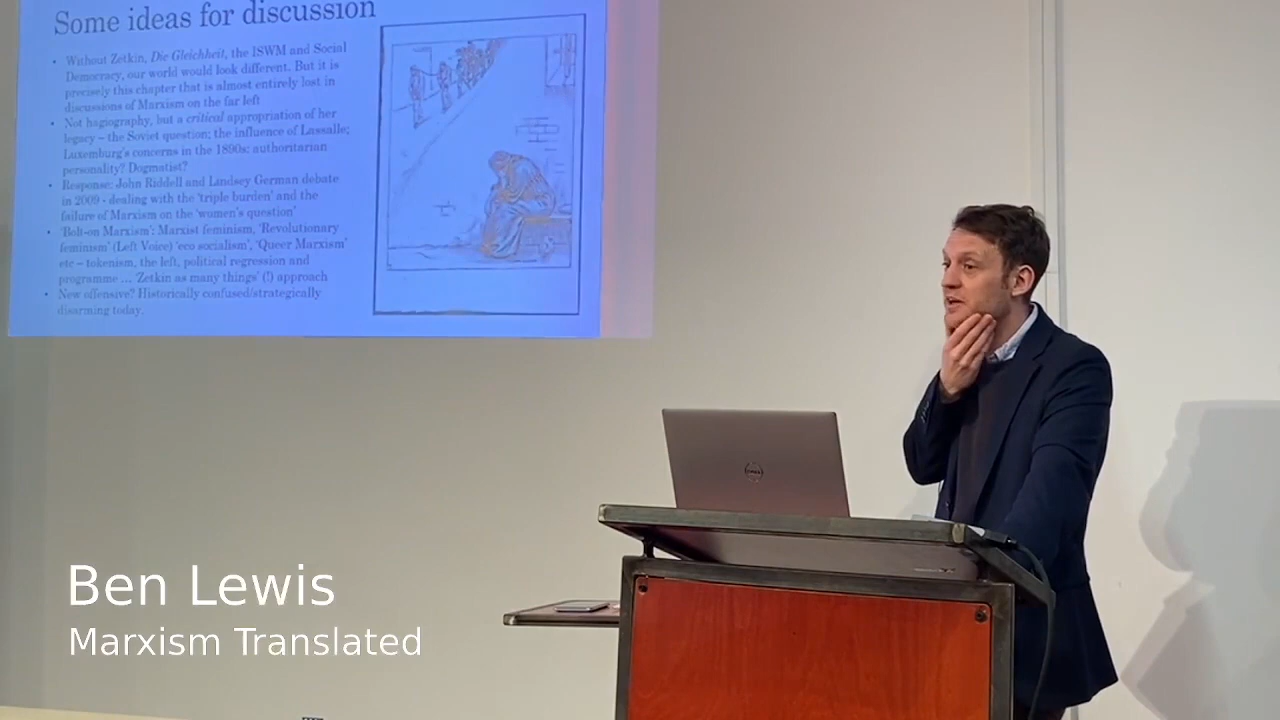 Some ideas for discussion
• Without Zetkin, Die Gleichheit, the ISWM and Social
Democracy, our world would look different. But it is
precisely this chapter that is almost entirely lost in
discussions of Marxism on the far left
• Not hagiography, but a critical appropriation of her
legacy – the Soviet question; the influence of Lassalle;
Luxemburg's concerns in the 1890s: authoritarian
personality? Dogmatist?
• Response: John Riddell and Lindsey German debate
in 2009 - dealing with the 'triple burden' and the
failure of Marxism on the 'women's question'
• 'Bolt-on Marxism': Marxist feminism, 'Revolutionary
feminism' (Left Voice) 'eco socialism', 'Queer Marxism'
etc – tokenism, the left, political regression and
programme ... 'Zetkin as many things' (!) approach
• New offensive? Historically confused/strategically
disarming today.
DELL
Ben Lewis
Marxism Translated